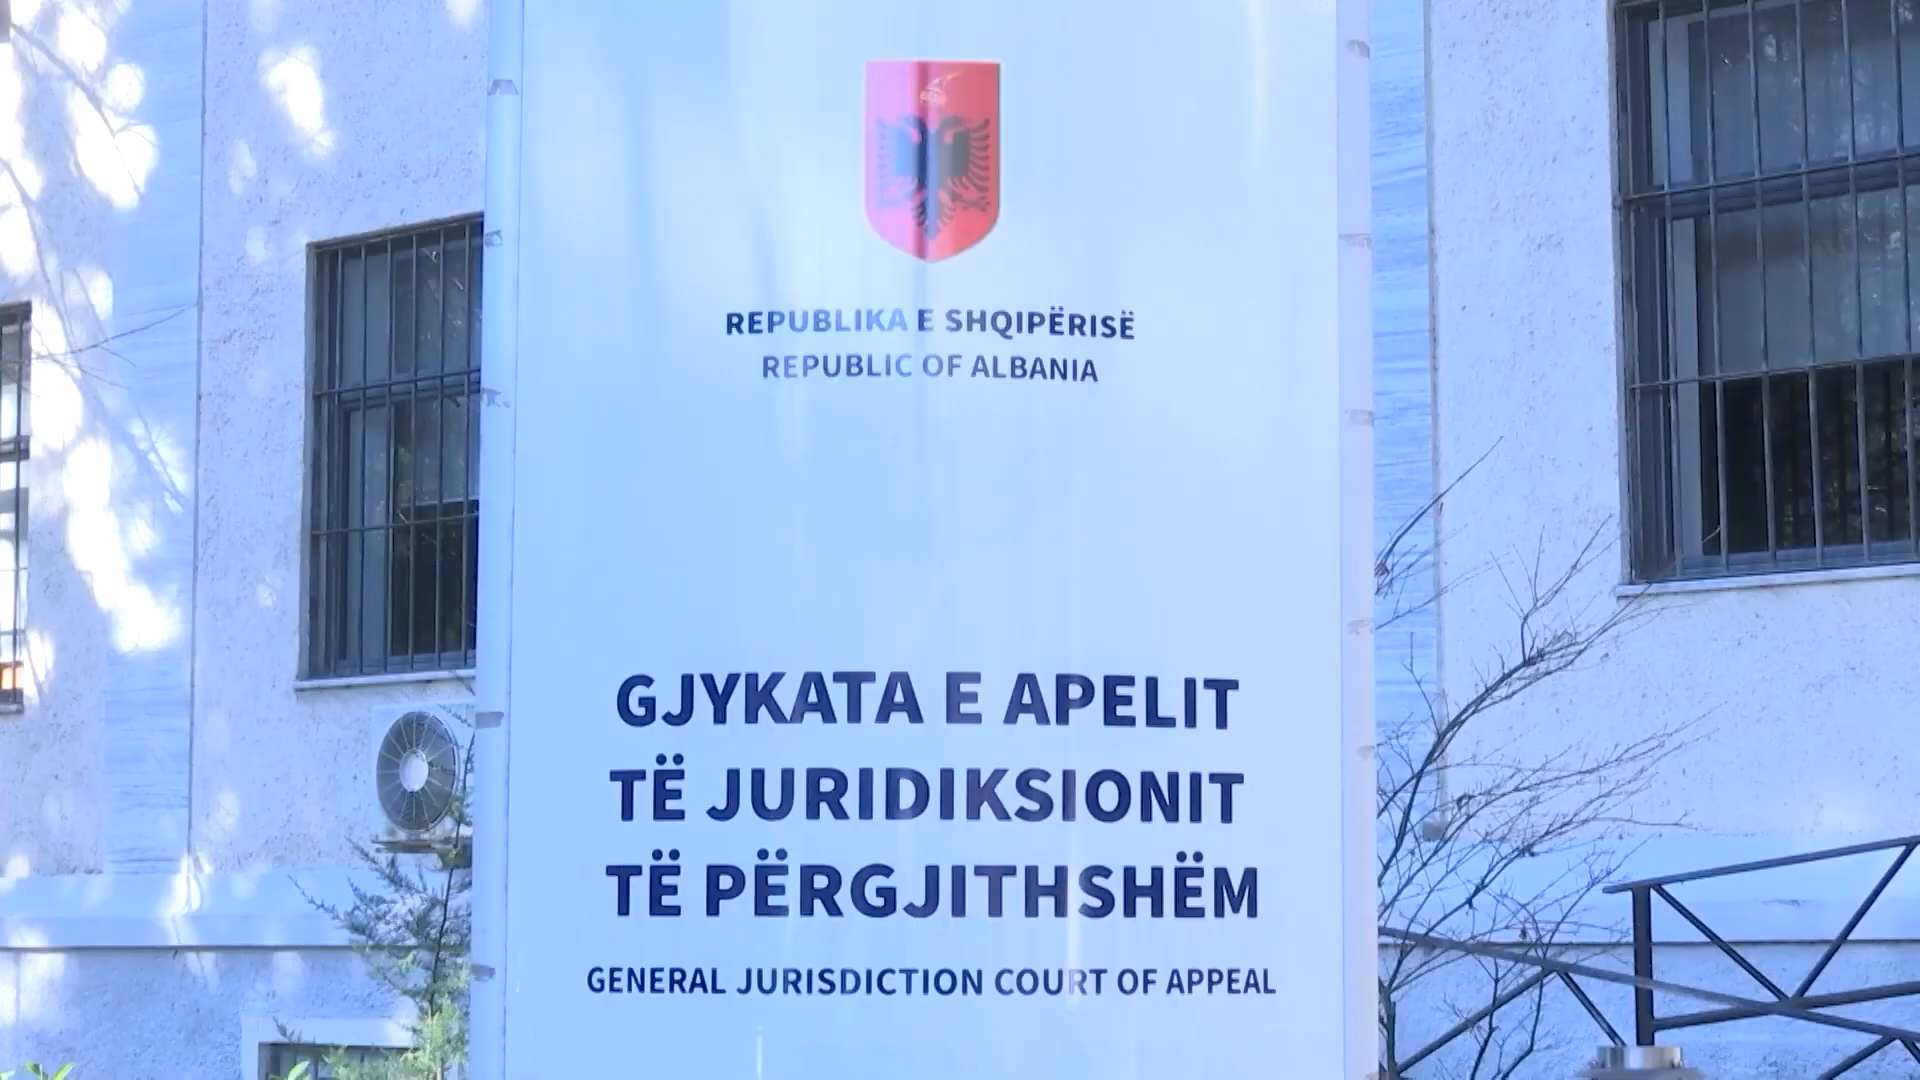 REPUBLIKA E SHQIPËRISË
REPUBLIC OF ALBANIA
GJYKATA E APELIT
TË JURIDIKSIONIT
TË PËRGJITHSHËM
GENERAL JURISDICTION COURT OF APPEAL